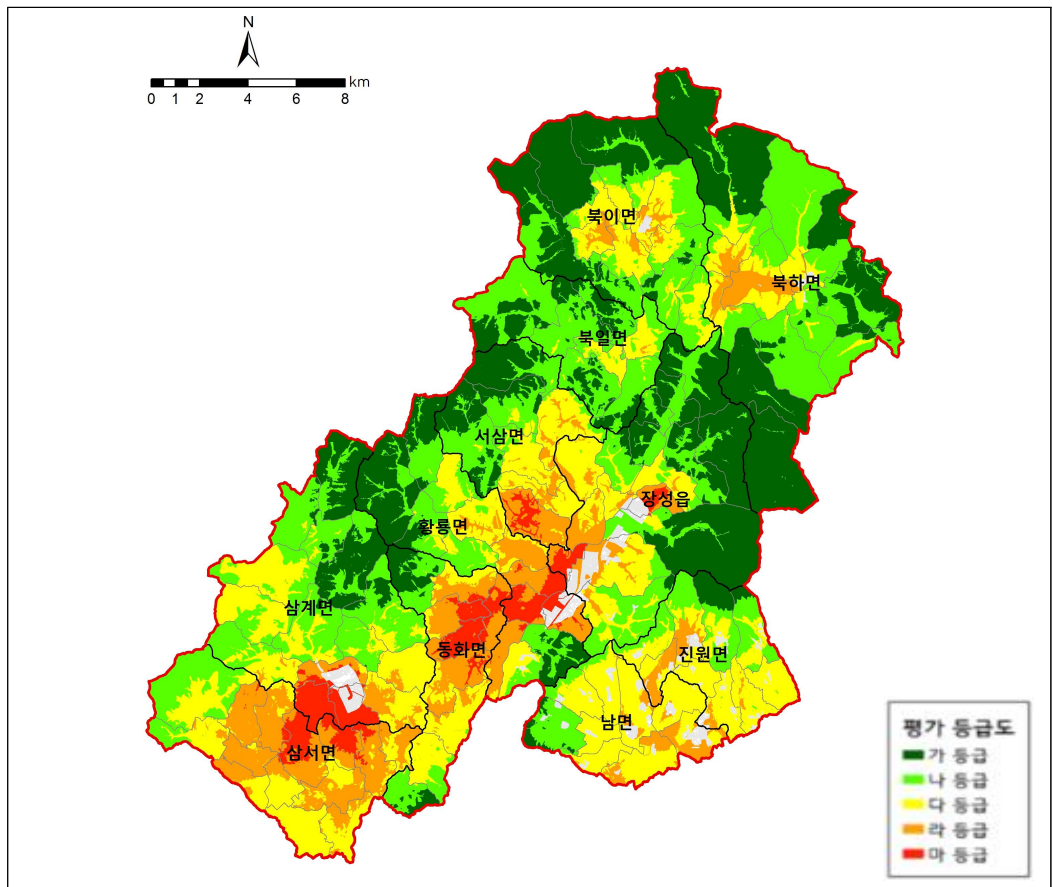 N
km
0 1 2 4 6 8
북이면
북하면
북일면
서삼면
장성읍
황룡면
삼계면
동화면
진원면
남면
삼서면
평가 등급도
가 등급
나 등급
다 등급
라 등급
마 등급